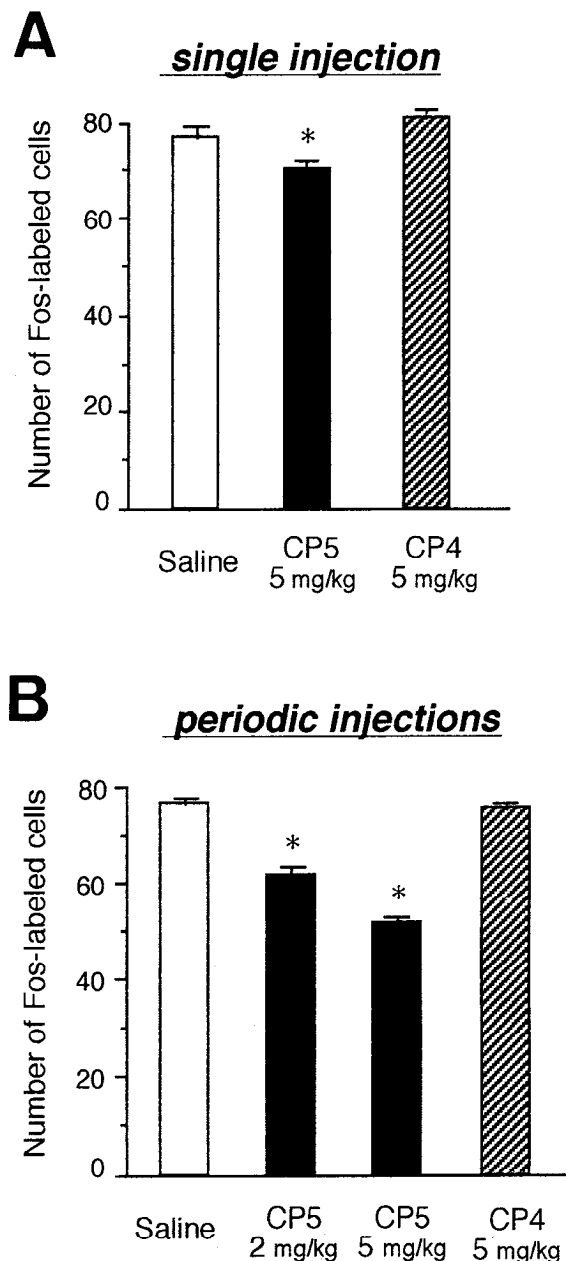 A
single injection
Number of Fos-labeled cells
80
60
40
20
0
*
Saline
CP5
5 mg/kg
CP4
5 mg/kg
B
periodic injections
Number of Fos-labeled cells
80
60
40
20
0
*
*
Saline
CP5
2 mg/kg
CP5
5 mg/kg
CP4
5 mg/kg